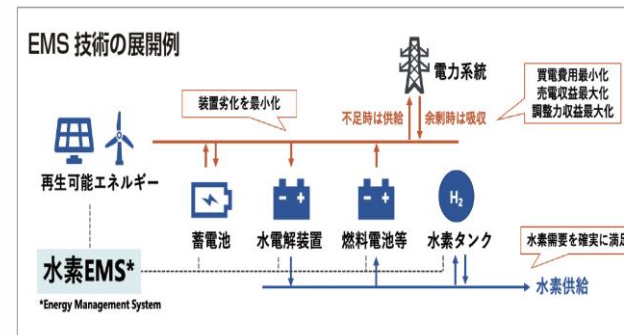 EMS 技術の展開例
電力系統
買電費用最小化
売電収益最大化
調整力収益最大化
装置劣化を最小化
不足時は供給
余剰時は吸収
再生可能エネルギー
H₂
蓄電池
水電解装置
燃料電池等
水素タンク
水素需要を確実に満足
水素EMS*
*Energy Management System
水素供給